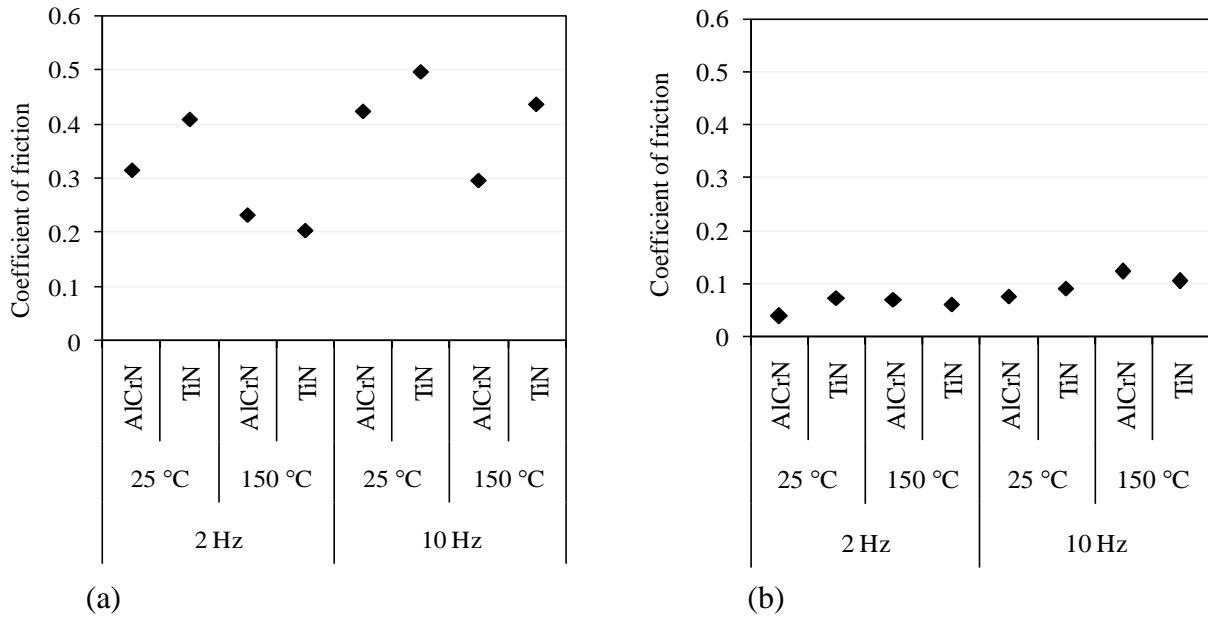 Coefficient of friction
0.6
0.5
0.4
0.3
0.2
0.1
0
AlCrN
TiN
AlCrN
TiN
AlCrN
TiN
AlCrN
TiN
25 °C
150 °C
25 °C
150 °C
2 Hz
10 Hz
(a)
Coefficient of friction
0.6
0.5
0.4
0.3
0.2
0.1
0
AlCrN
TiN
AlCrN
TiN
AlCrN
TiN
AlCrN
TiN
25 °C
150 °C
25 °C
150 °C
2 Hz
10 Hz
(b)